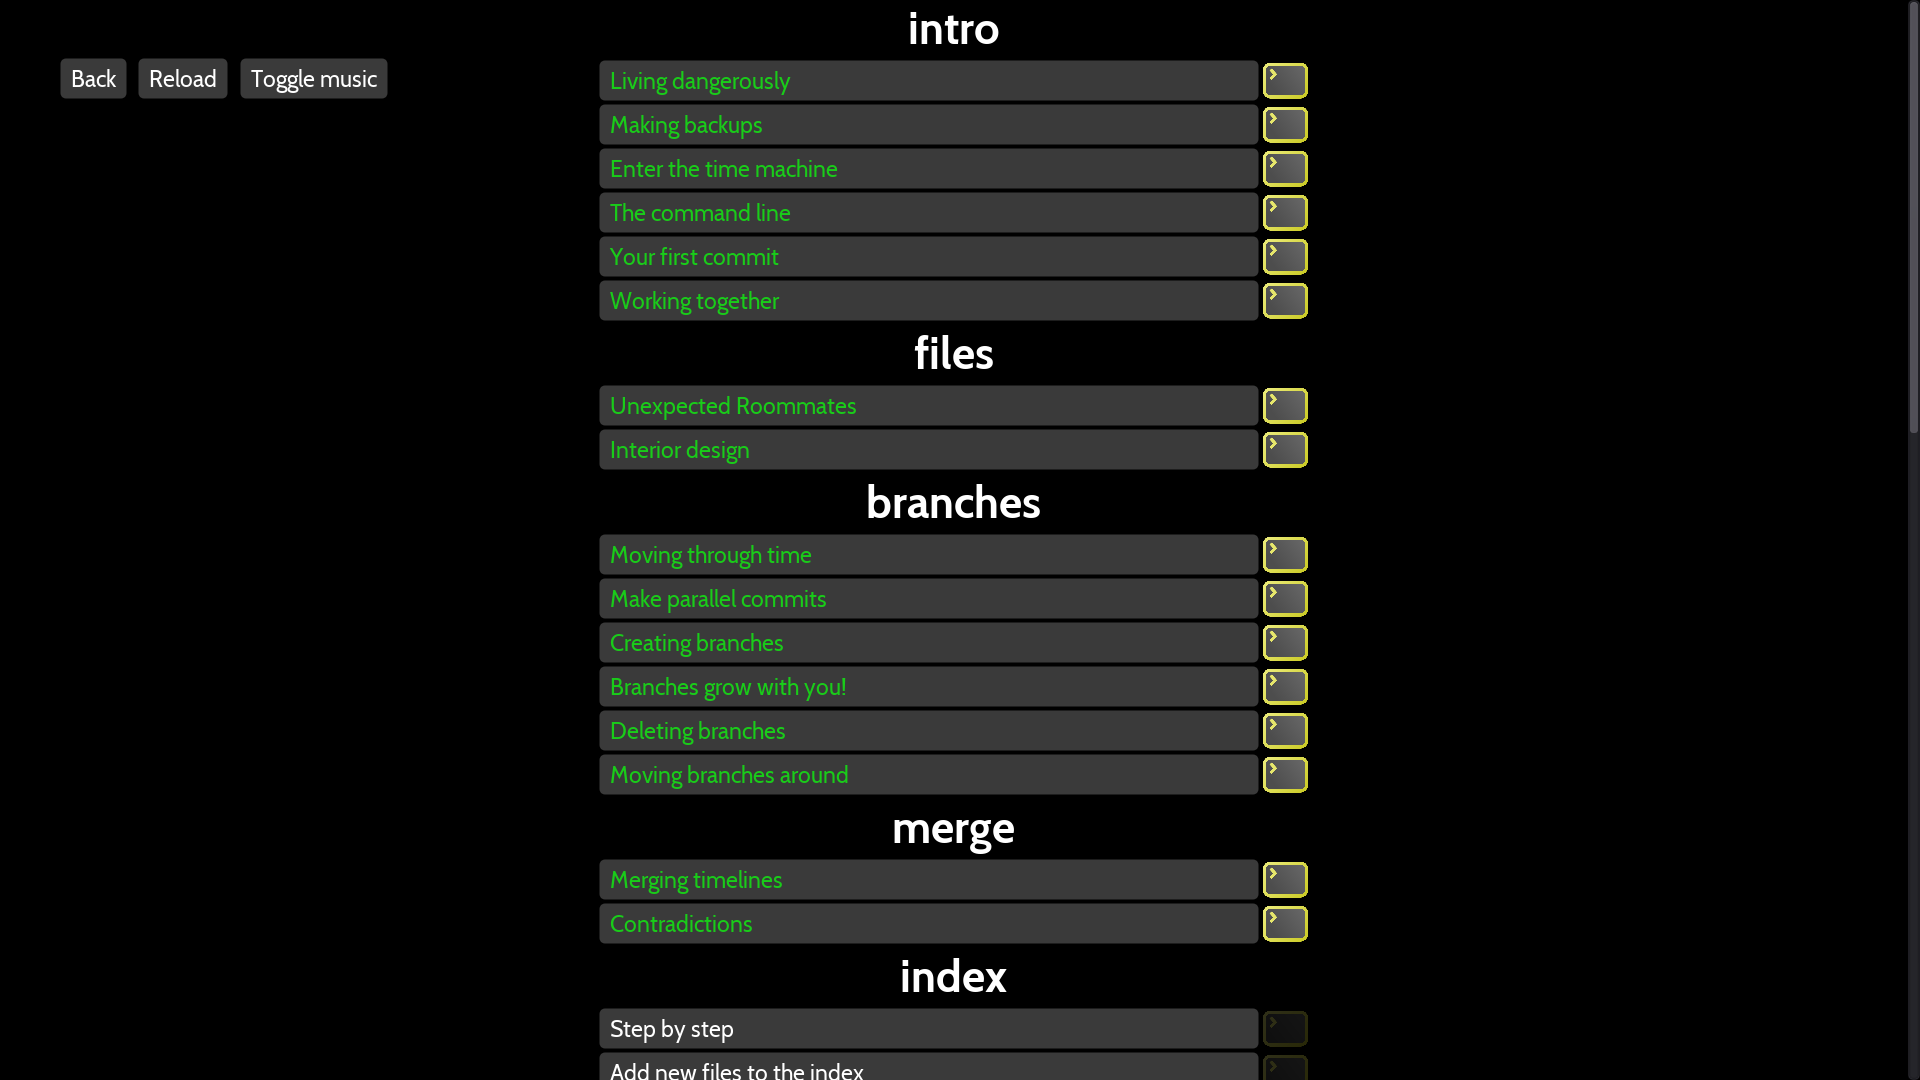 intro
Back Reload Toggle music
Living dangerously
Making backups
Enter the time machine
The command line
Your first commit
Working together
files
Unexpected Roommates
Interior design
branches
Moving through time
Make parallel commits
Creating branches
Branches grow with you!
Deleting branches
Moving branches around
merge
Merging timelines
Contradictions
index
Step by step
Add new files to the index